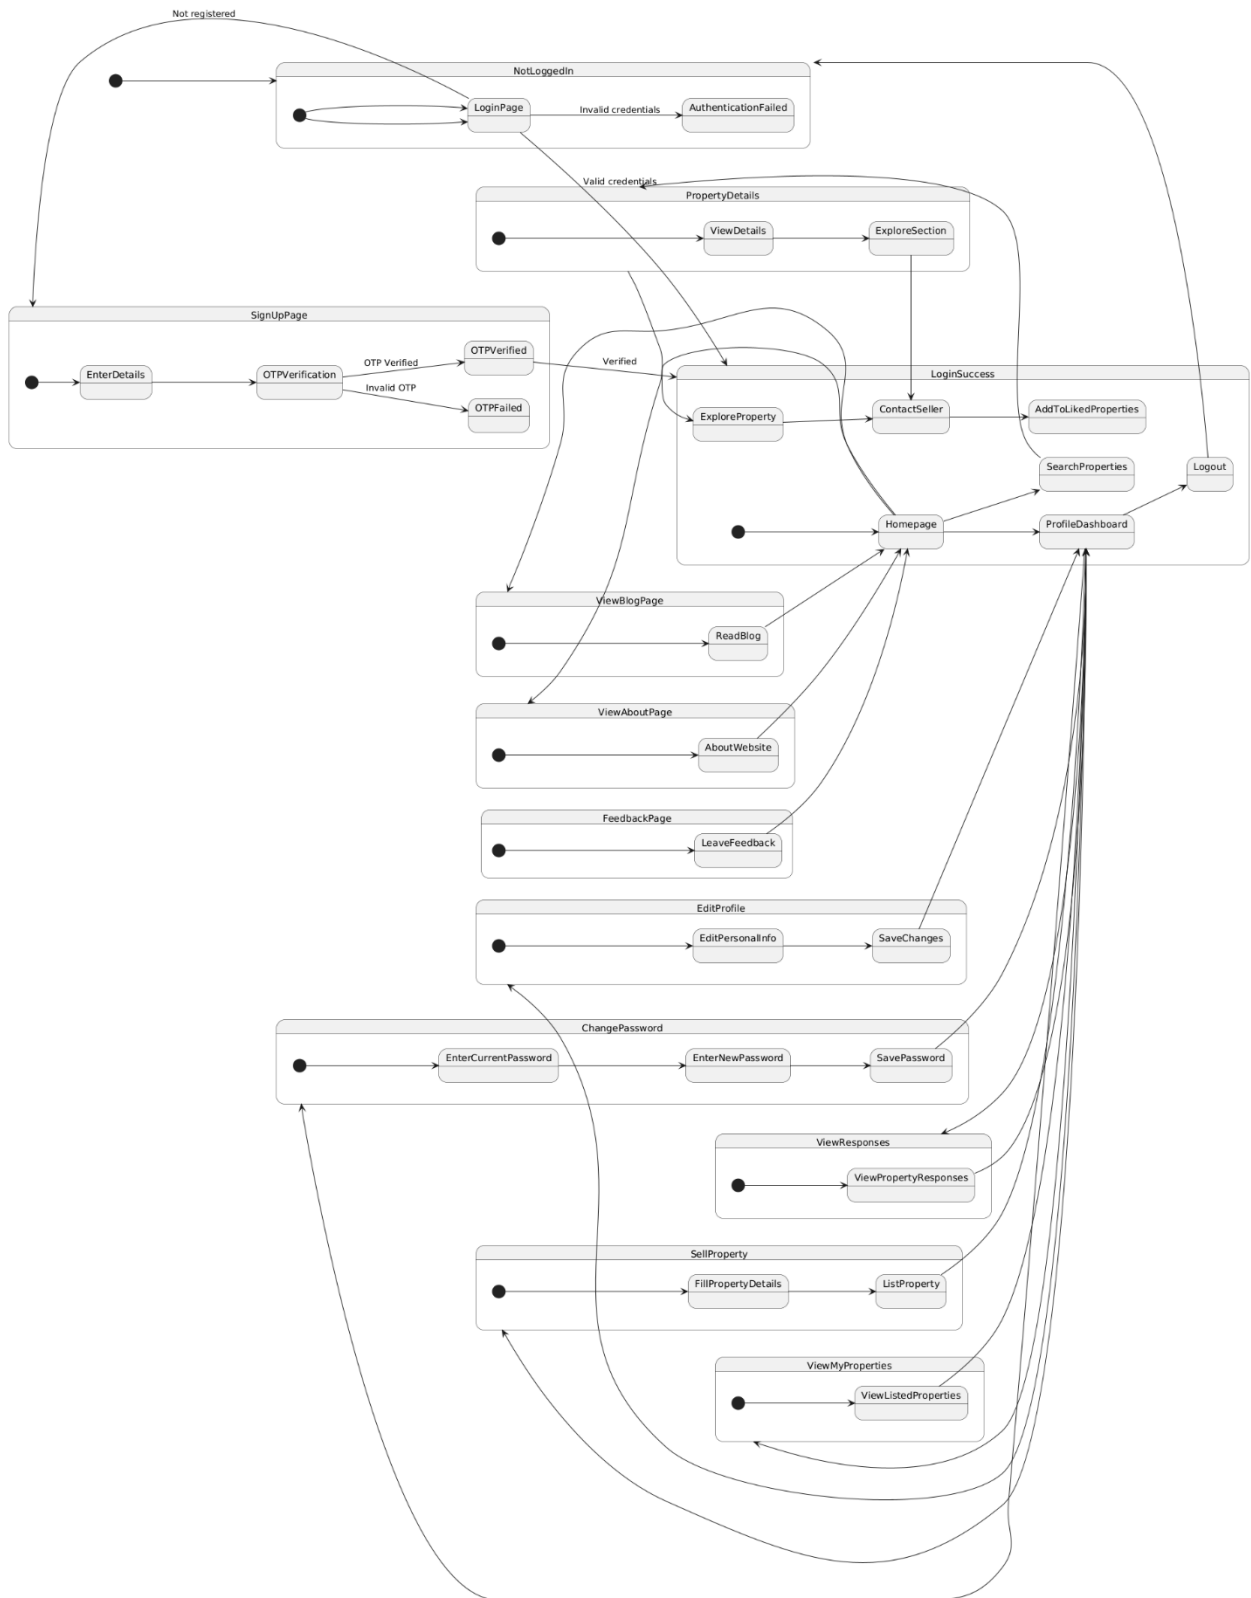 Not registered
NotLoggedIn
LoginPage
Invalid credentials
AuthenticationFailed
Valid credentials
PropertyDetails
ViewDetails
ExploreSection
SignUpPage
EnterDetails
OTPVerification
OTP Verified
Invalid OTP
OTPVerified
OTPFailed
Verified
LoginSuccess
ExploreProperty
ContactSeller
AddToLikedProperties
SearchProperties
Logout
Homepage
ProfileDashboard
ViewBlogPage
ReadBlog
ViewAboutPage
AboutWebsite
FeedbackPage
LeaveFeedback
EditProfile
EditPersonalInfo
SaveChanges
ChangePassword
EnterCurrentPassword
EnterNewPassword
SavePassword
ViewResponses
ViewPropertyResponses
SellProperty
FillPropertyDetails
ListProperty
ViewMyProperties
ViewListedProperties